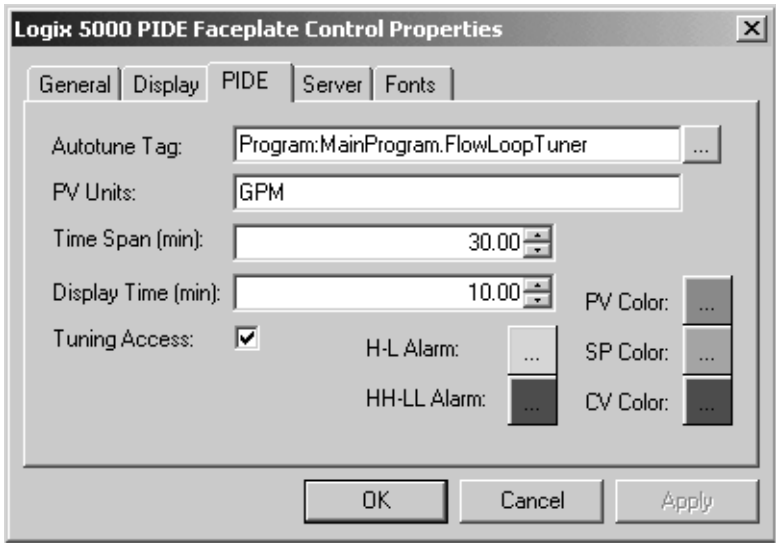 Logix 5000 PIDE Faceplate Control Properties
General Display PIDE Server Fonts
Autotune Tag: Program:MainProgram.FlowLoopTuner ...
PV Units: GPM
Time Span (min): 30.00
Display Time (min): 10.00 PV Color: ...
Tuning Access: H-L Alarm: ... SP Color: ...
HH-LL Alarm: ... CV Color: ...
OK Cancel Apply